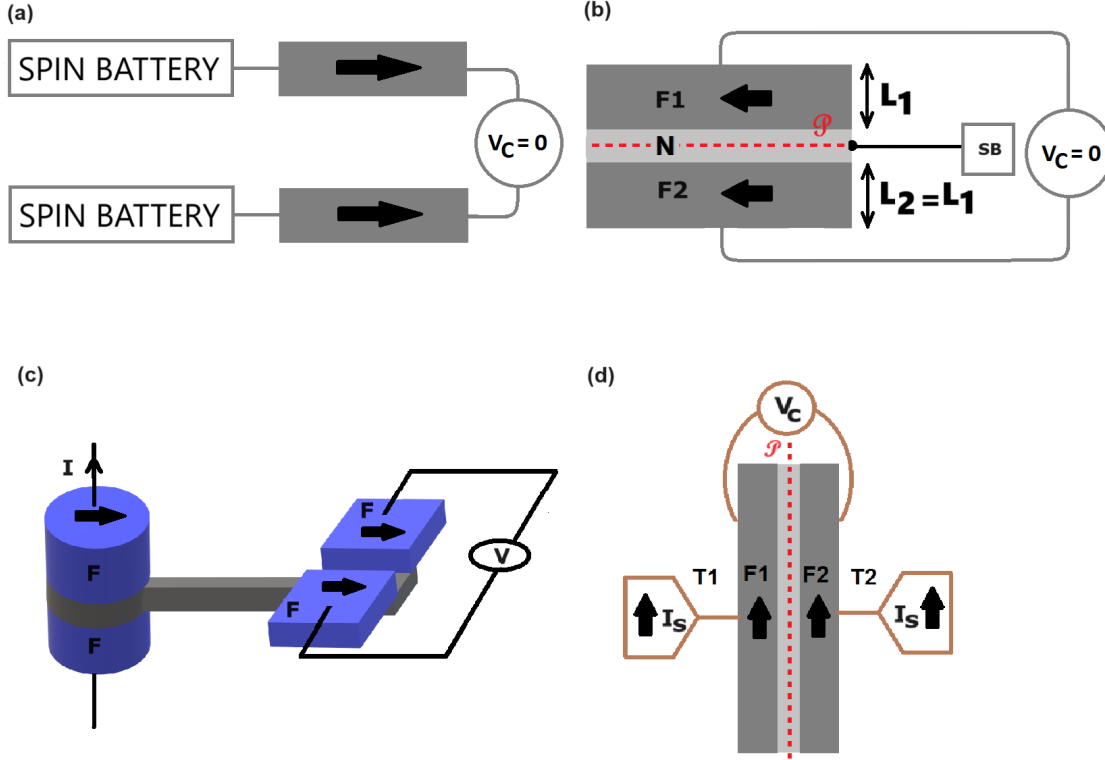 (a)
SPIN BATTERY
V_C = 0
SPIN BATTERY
(b)
F1
L₁
𝒫
N
SB
V_C = 0
F2
L₂ = L₁
(c)
I
F
F
F
F
V
(d)
V_C
𝒫
T1
F1
F2
T2
I_S
I_S